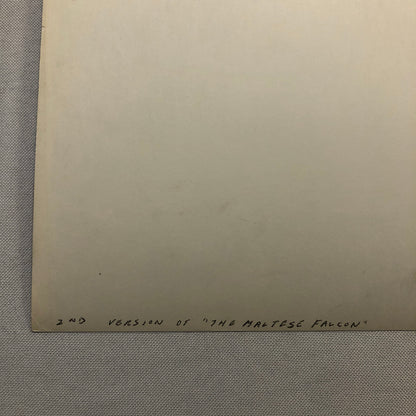 2ND VERSION OF "THE MALTESE FALCON"